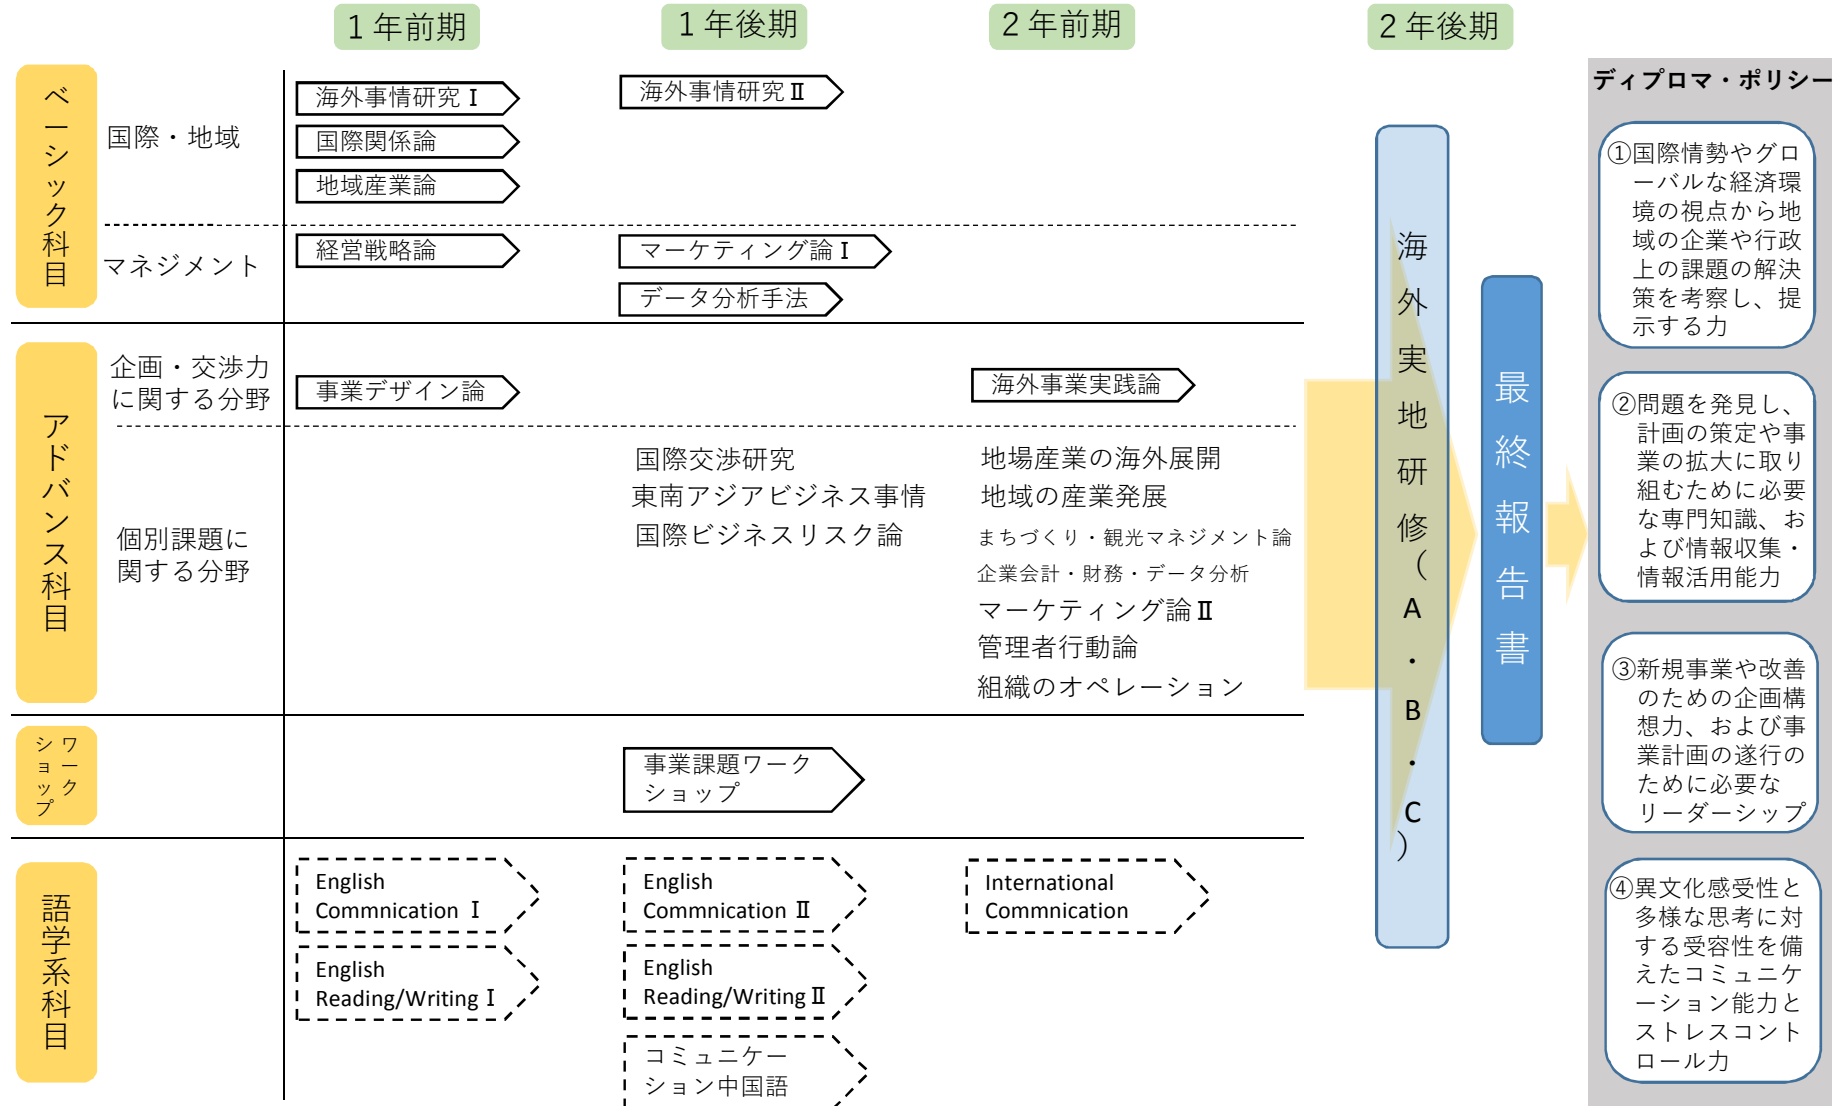 １年前期
１年後期
２年前期
２年後期
ディプロマ・ポリシー
ベーシック科目
国際・地域
海外事情研究Ⅰ
海外事情研究Ⅱ
国際関係論
地域産業論
マネジメント
経営戦略論
マーケティング論Ⅰ
データ分析手法
アドバンス科目
企画・交渉力
に関する分野
事業デザイン論
海外事業実践論
個別課題に
関する分野
国際交渉研究
東南アジアビジネス事情
国際ビジネスリスク論
地場産業の海外展開
地域の産業発展
まちづくり・観光マネジメント論
企業会計・財務・データ分析
マーケティング論Ⅱ
管理者行動論
組織のオペレーション
ワーク
ショップ
事業課題ワーク
ショップ
語学系科目
English
Commnication Ⅰ
English
Commnication Ⅱ
International
Commnication
English
Reading/Writing Ⅰ
English
Reading/Writing Ⅱ
コミュニケー
ション中国語
海外実地研修（A・B・C）
最終報告書
①国際情勢やグロ
ーバルな経済環
境の視点から地
域の企業や行政
上の課題の解決
策を考察し、提
示する力
②問題を発見し、
計画の策定や事
業の拡大に取り
組むために必要
な専門知識、お
よび情報収集・
情報活用能力
③新規事業や改善
のための企画構
想力、および事
業計画の遂行の
ために必要な
リーダーシップ
④異文化感受性と
多様な思考に対
する受容性を備
えたコミュニケ
ーション能力と
ストレスコント
ロール力